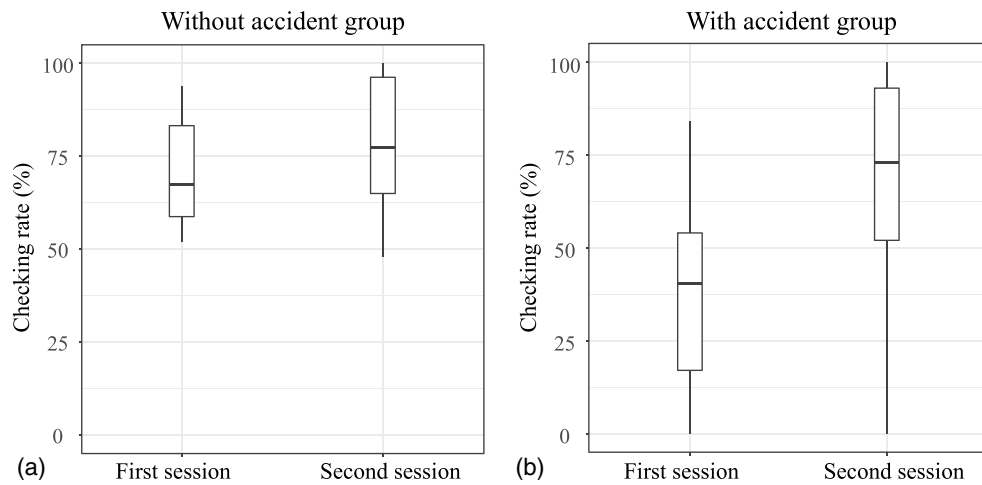 Without accident group
Checking rate (%)
100
75
50
25
0
First session
Second session
(a)
With accident group
Checking rate (%)
100
75
50
25
0
First session
Second session
(b)